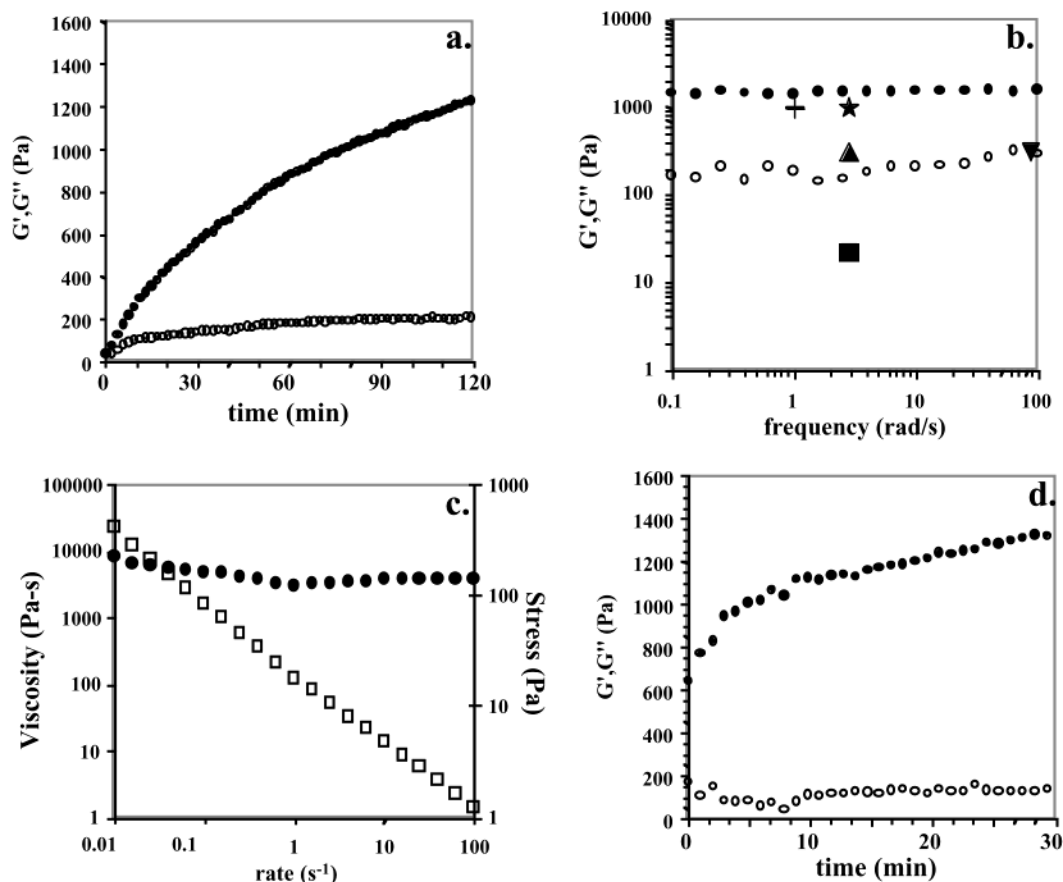 a.
1600
1400
1200
1000
800
600
400
200
0
G',G'' (Pa)
0 30 60 90 120
time (min)
b.
10000
1000
100
10
1
G',G'' (Pa)
0.1 1 10 100
frequency (rad/s)
c.
100000
10000
1000
100
10
1
Viscosity (Pa-s)
1000
100
10
1
Stress (Pa)
0.01 0.1 1 10 100
rate (s⁻¹)
d.
1600
1400
1200
1000
800
600
400
200
0
G',G'' (Pa)
0 10 20 30
time (min)